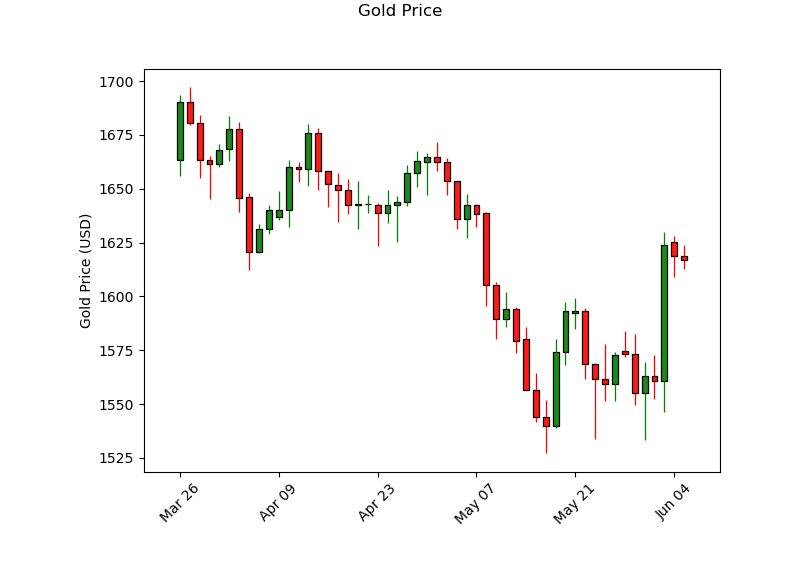 Gold Price
Gold Price (USD)
1700
1675
1650
1625
1600
1575
1550
1525
Mar 26
Apr 09
Apr 23
May 07
May 21
Jun 04